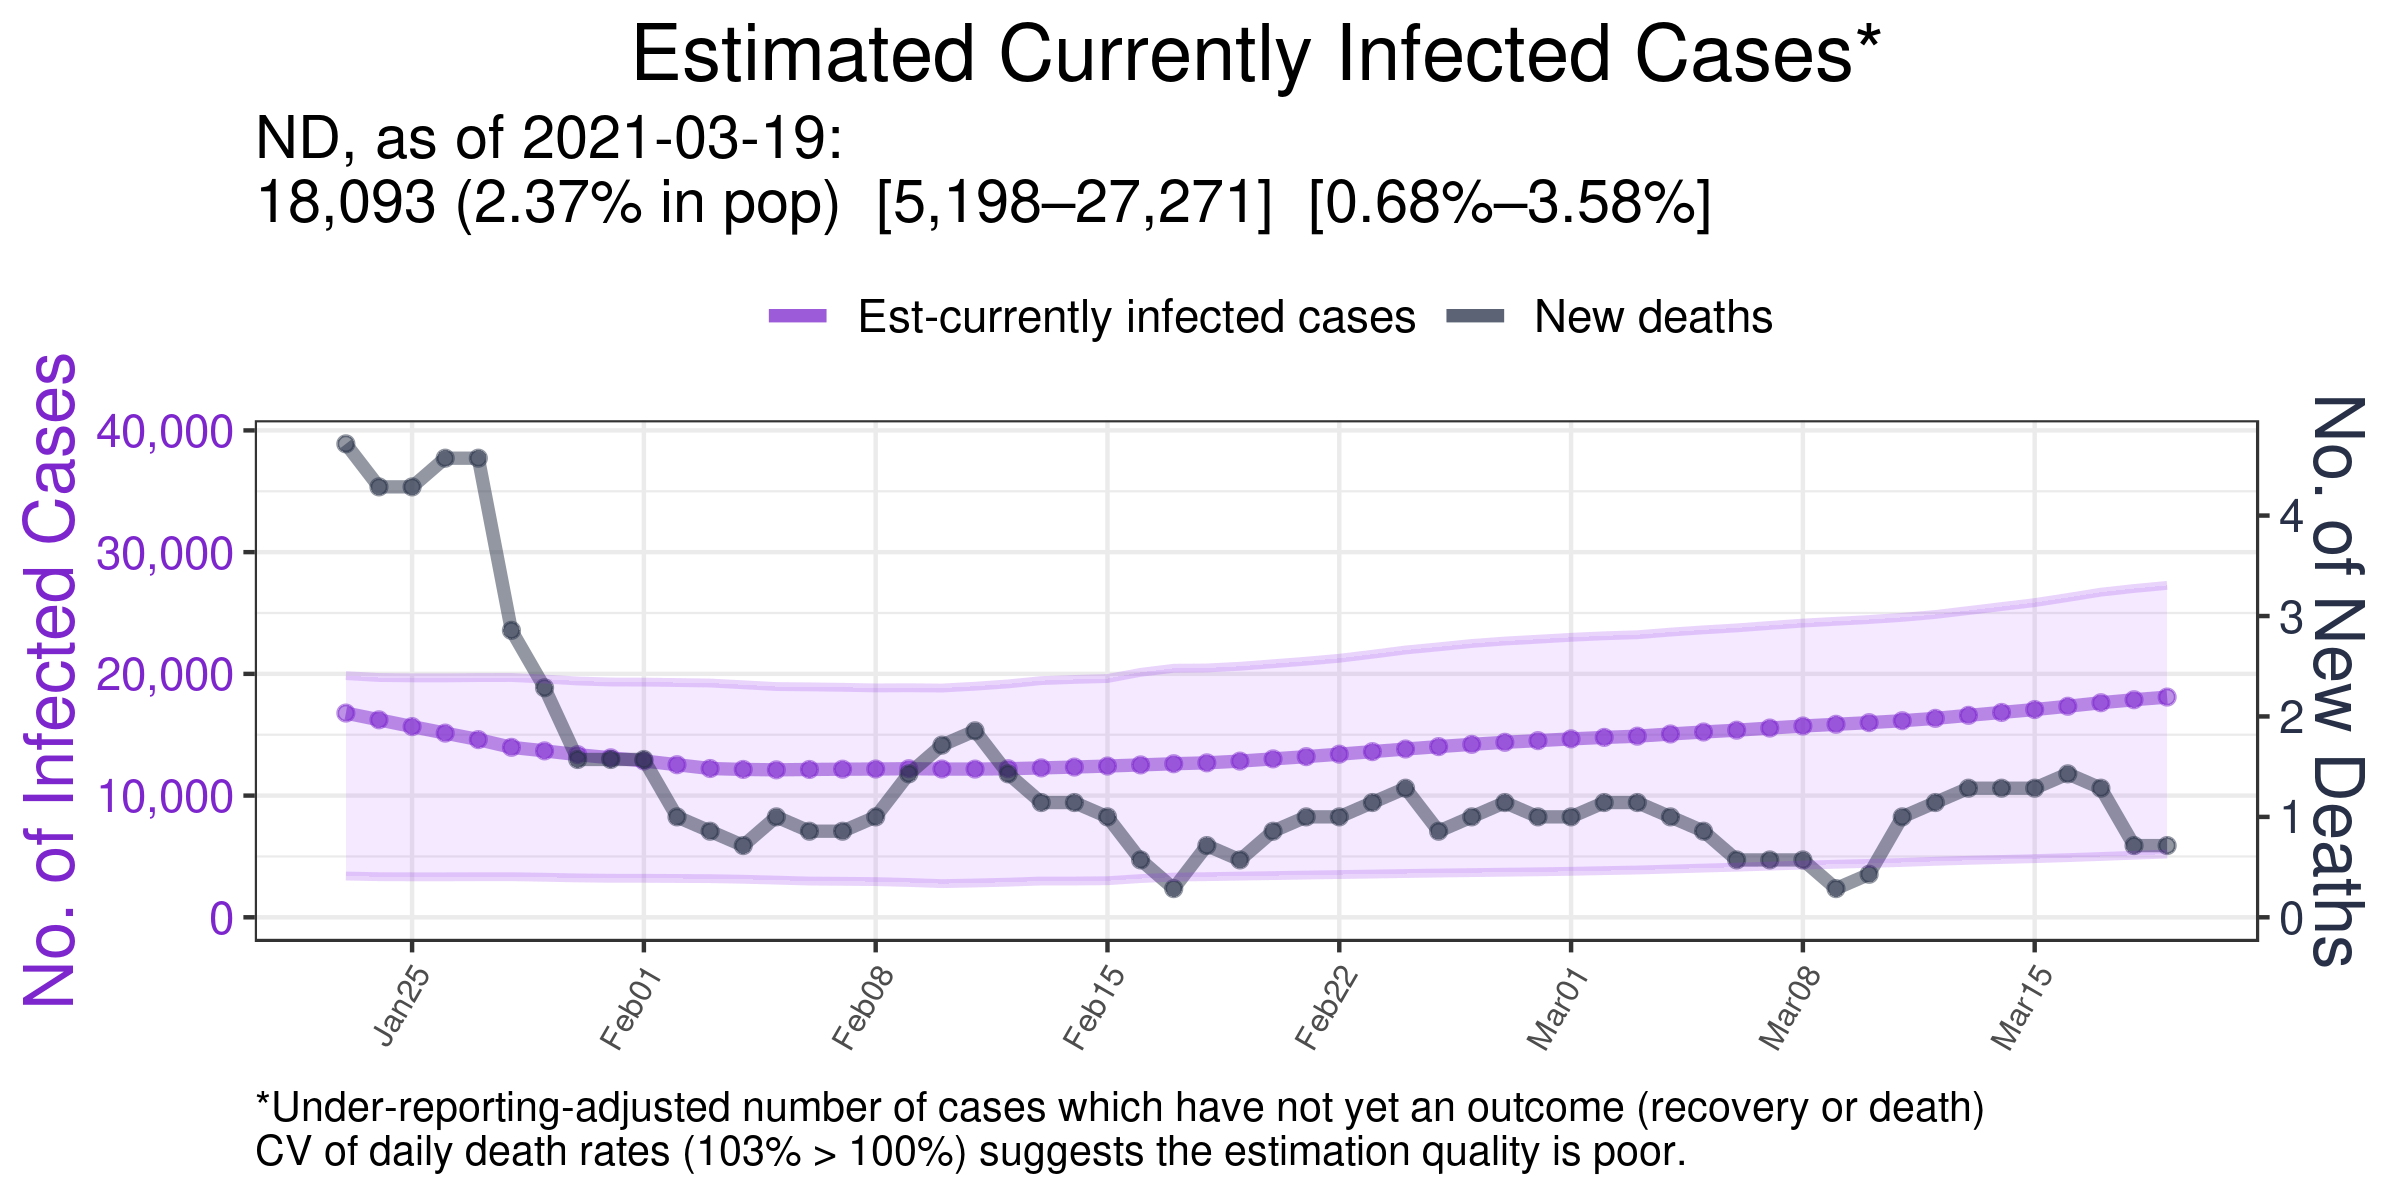 Estimated Currently Infected Cases*
ND, as of 2021-03-19:
18,093 (2.37% in pop)  [5,198–27,271]  [0.68%–3.58%]
Est-currently infected cases
New deaths
No. of Infected Cases
40,000
30,000
20,000
10,000
0
No. of New Deaths
4
3
2
1
0
Jan25
Feb01
Feb08
Feb15
Feb22
Mar01
Mar08
Mar15
*Under-reporting-adjusted number of cases which have not yet an outcome (recovery or death)
CV of daily death rates (103% > 100%) suggests the estimation quality is poor.